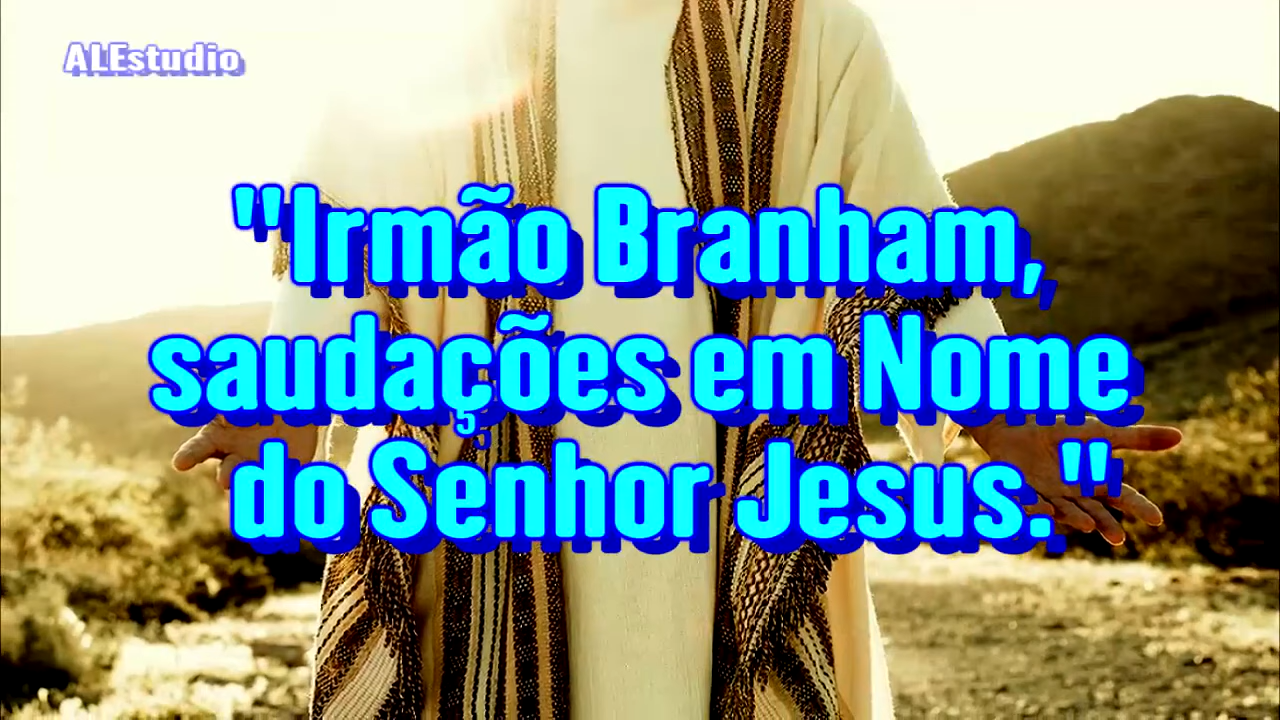 ALEstudio
"Irmão Branham,
saudações em Nome
do Senhor Jesus."